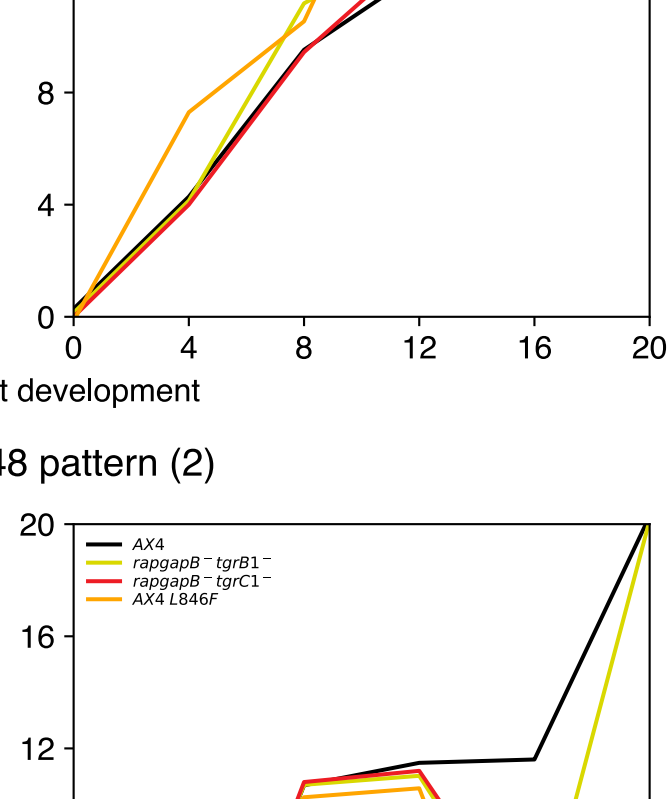 8
4
0
0 4 8 12 16 20
t development
48 pattern (2)
20
AX4
rapgapB⁻tgrB1⁻
rapgapB⁻tgrC1⁻
AX4 L846F
16
12